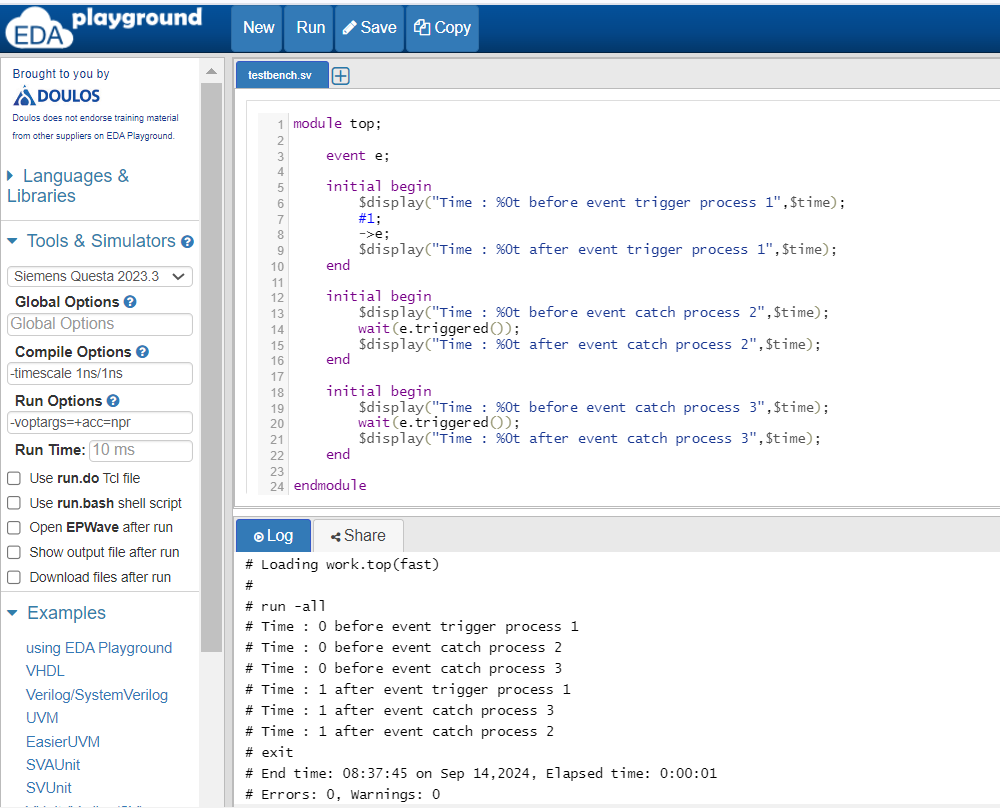 EDA playground
New Run Save Copy
Brought to you by
DOULOS
Doulos does not endorse training material
from other suppliers on EDA Playground.
Languages &
Libraries
Tools & Simulators
Siemens Questa 2023.3
Global Options
Global Options
Compile Options
-timescale 1ns/1ns
Run Options
-voptargs=+acc=npr
Run Time: 10 ms
Use run.do Tcl file
Use run.bash shell script
Open EPWave after run
Show output file after run
Download files after run
Examples
using EDA Playground
VHDL
Verilog/SystemVerilog
UVM
EasierUVM
SVAUnit
SVUnit
testbench.sv
1 module top;
2
3 event e;
4
5 initial begin
6 $display("Time : %0t before event trigger process 1",$time);
7 #1;
8 ->e;
9 $display("Time : %0t after event trigger process 1",$time);
10 end
11
12 initial begin
13 $display("Time : %0t before event catch process 2",$time);
14 wait(e.triggered());
15 $display("Time : %0t after event catch process 2",$time);
16 end
17
18 initial begin
19 $display("Time : %0t before event catch process 3",$time);
20 wait(e.triggered());
21 $display("Time : %0t after event catch process 3",$time);
22 end
23
24 endmodule
Log Share
# Loading work.top(fast)
#
# run -all
# Time : 0 before event trigger process 1
# Time : 0 before event catch process 2
# Time : 0 before event catch process 3
# Time : 1 after event trigger process 1
# Time : 1 after event catch process 3
# Time : 1 after event catch process 2
# exit
# End time: 08:37:45 on Sep 14,2024, Elapsed time: 0:00:01
# Errors: 0, Warnings: 0